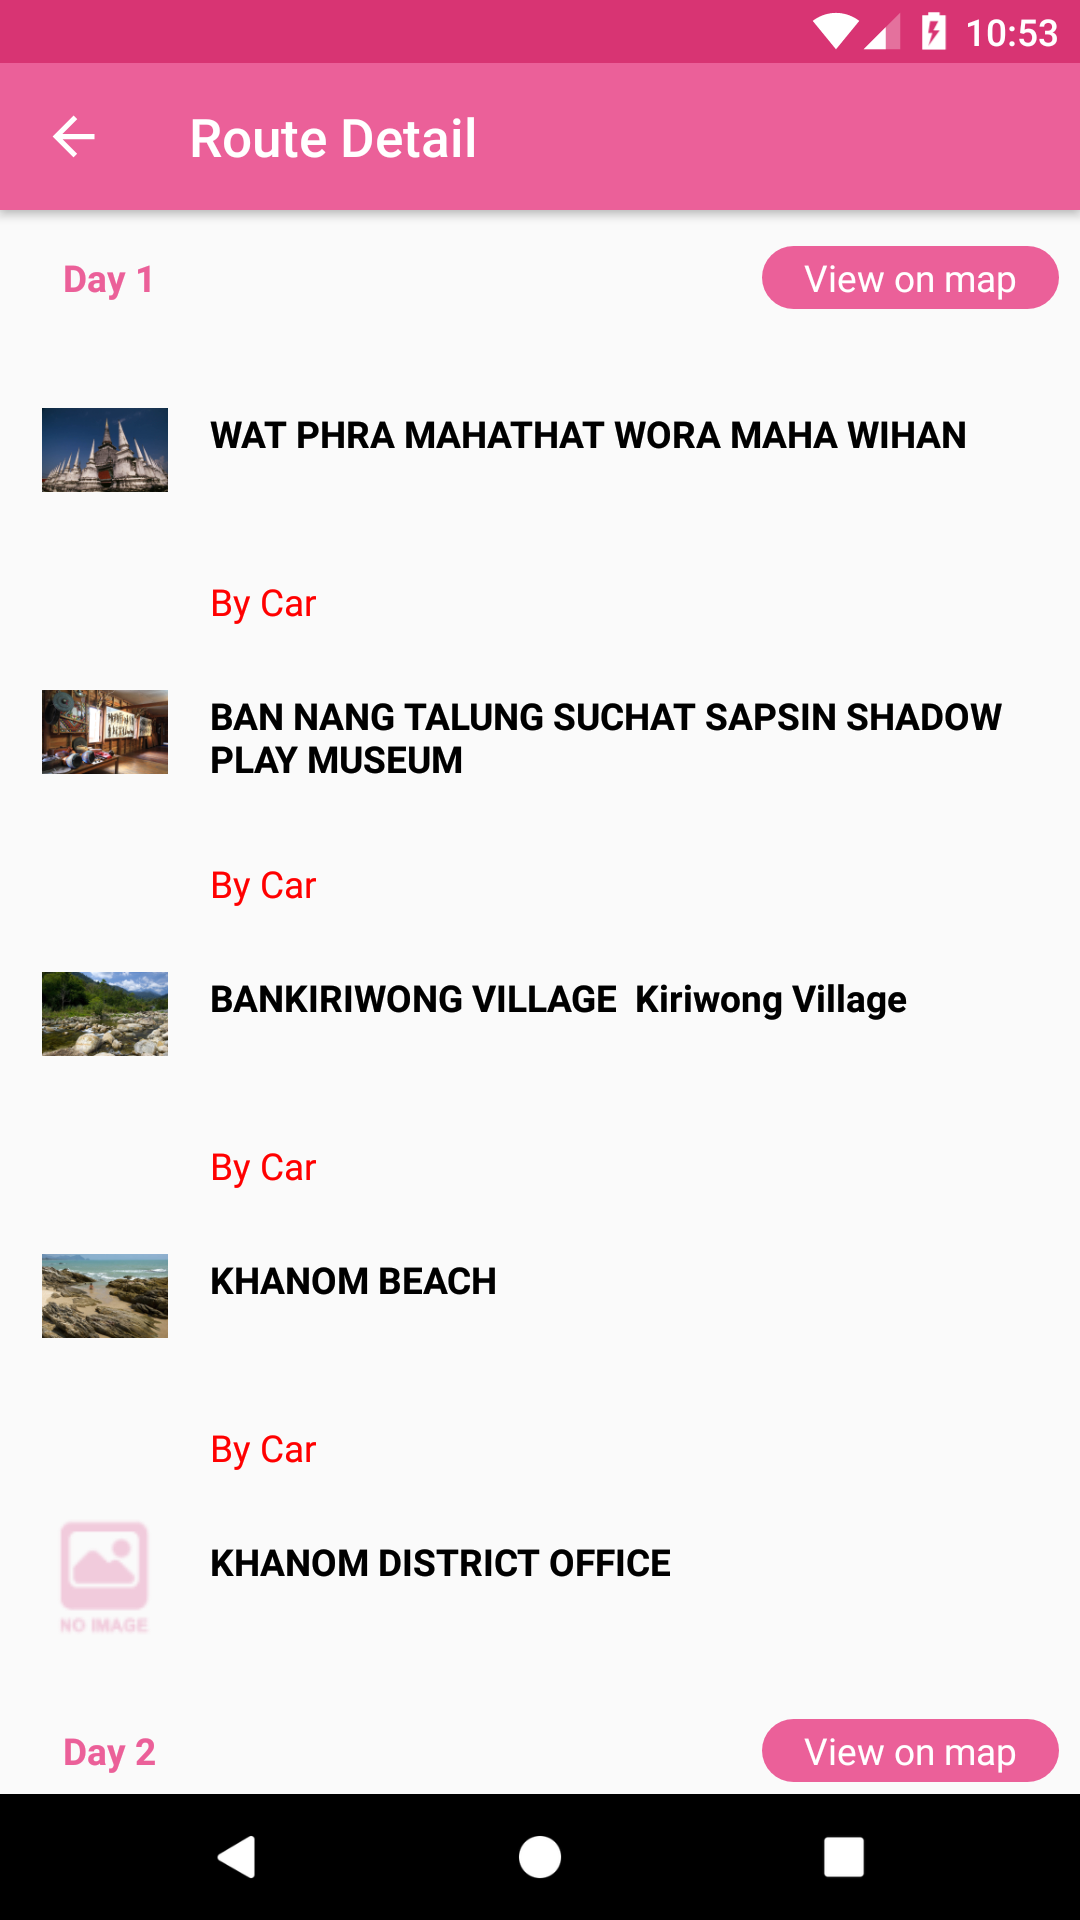 10:53
Route Detail
Day 1
View on map
WAT PHRA MAHATHAT WORA MAHA WIHAN
By Car
BAN NANG TALUNG SUCHAT SAPSIN SHADOW
PLAY MUSEUM
By Car
BANKIRIWONG VILLAGE  Kiriwong Village
By Car
KHANOM BEACH
By Car
NO IMAGE
KHANOM DISTRICT OFFICE
Day 2
View on map